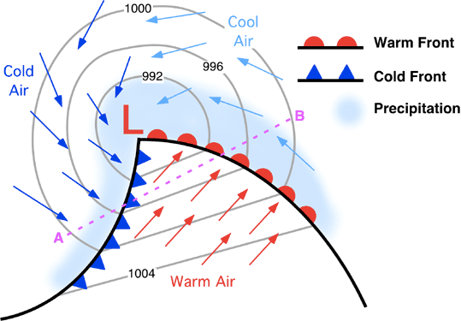 1000
Cool
Air
Warm Front
996
Cold
Air
992
Cold Front
Precipitation
L
B
A
1004
Warm Air